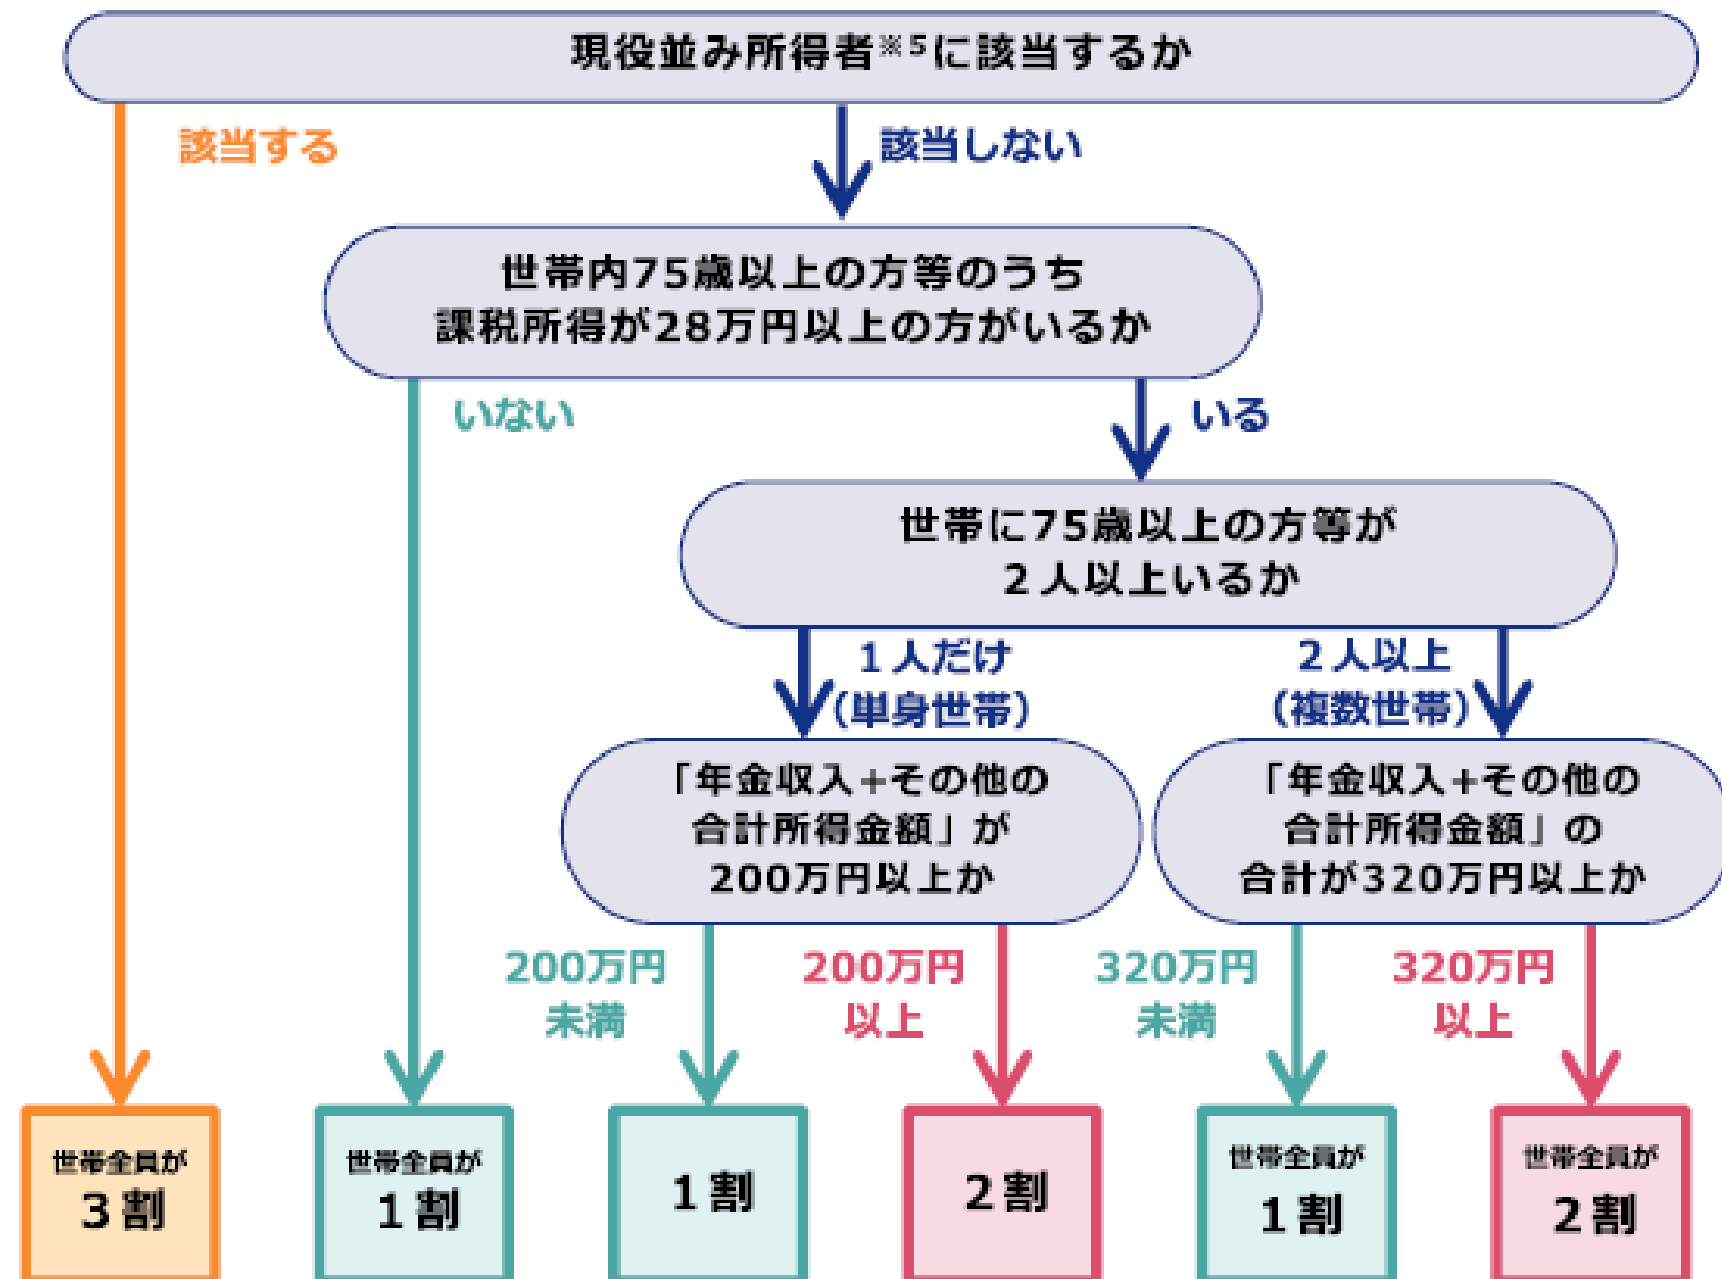 現役並み所得者※5に該当するか
該当する
該当しない
世帯内75歳以上の方等のうち
課税所得が28万円以上の方がいるか
いない
いる
世帯に75歳以上の方等が
２人以上いるか
１人だけ
（単身世帯）
２人以上
（複数世帯）
「年金収入+その他の
合計所得金額」が
200万円以上か
「年金収入+その他の
合計所得金額」の
合計が320万円以上か
200万円
未満
200万円
以上
320万円
未満
320万円
以上
世帯全員が
３割
世帯全員が
１割
１割
２割
世帯全員が
１割
世帯全員が
２割